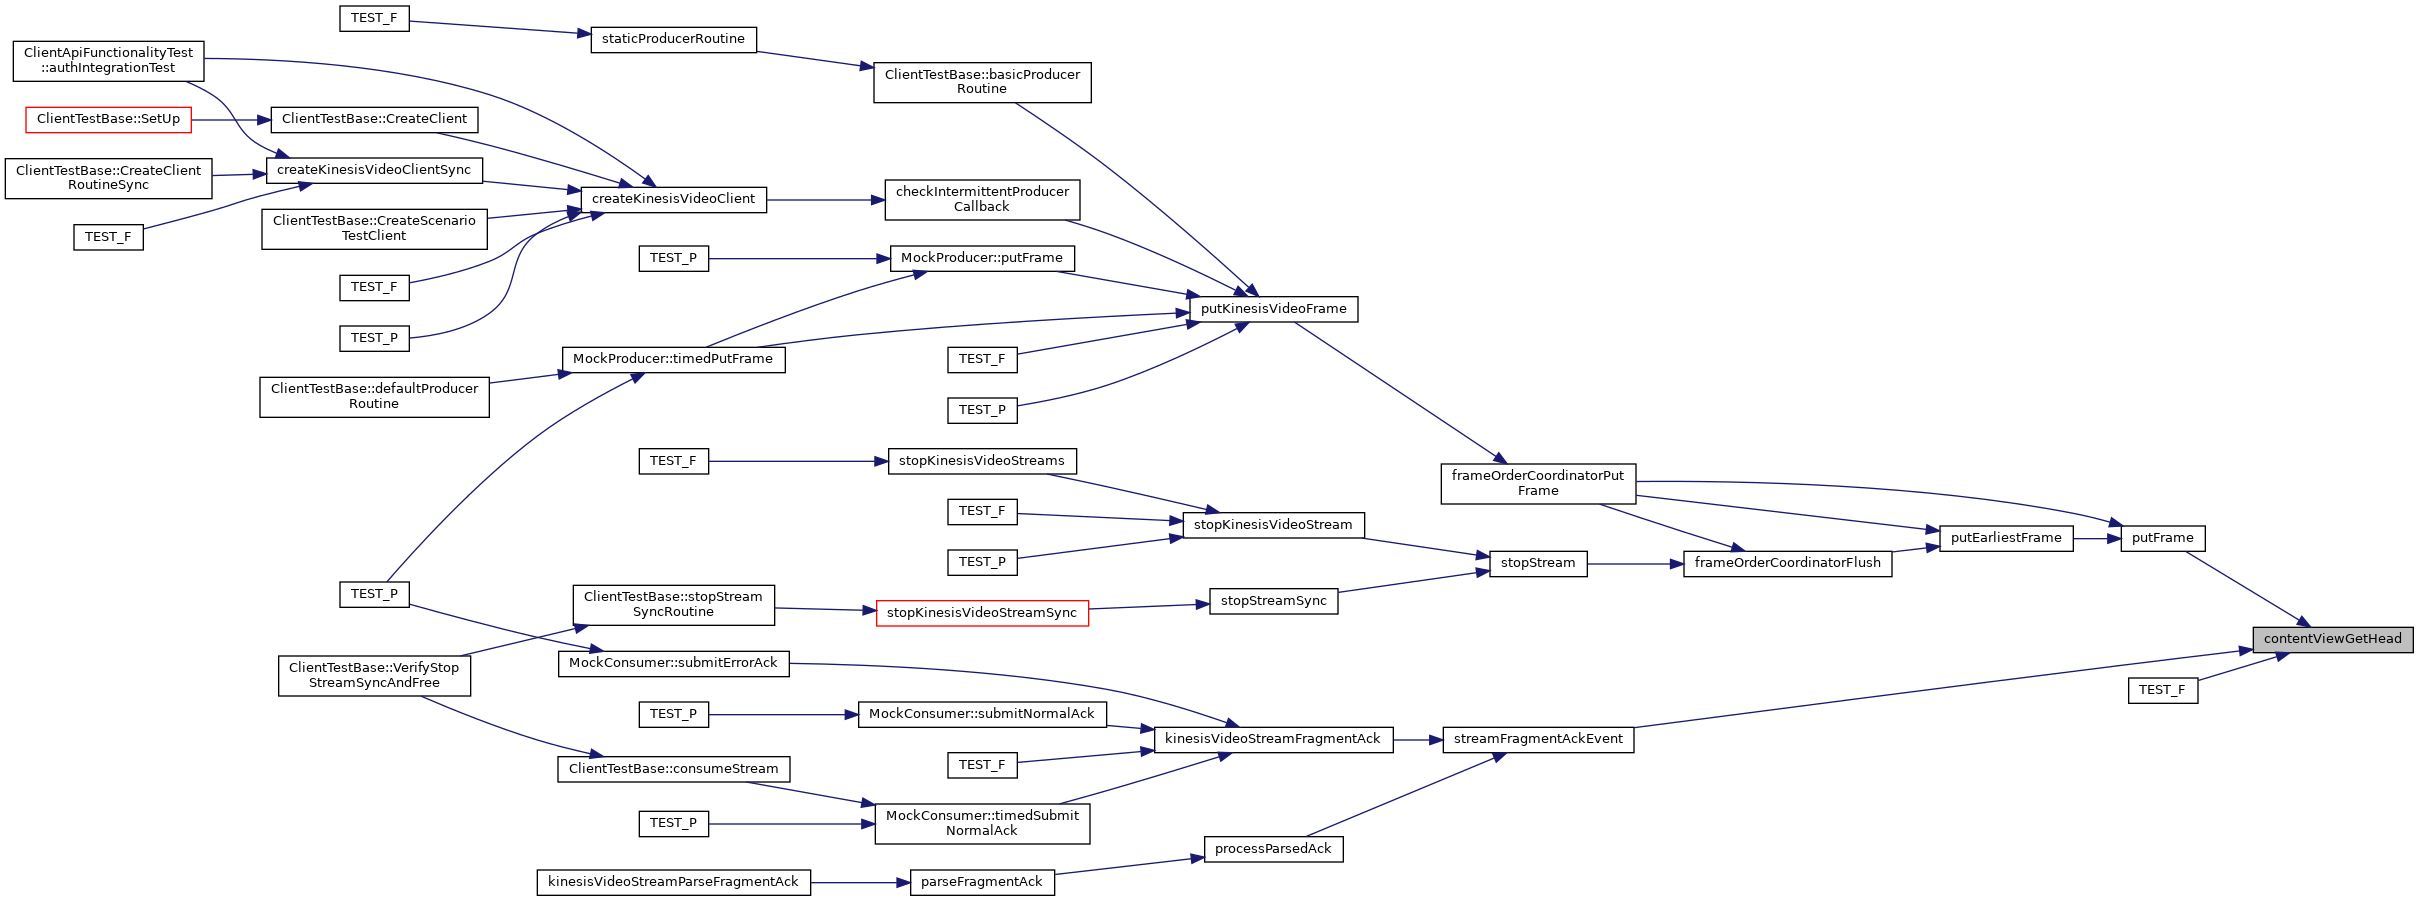 TEST_F
staticProducerRoutine
ClientApiFunctionalityTest
::authIntegrationTest
ClientTestBase::basicProducer
Routine
ClientTestBase::SetUp
ClientTestBase::CreateClient
createKinesisVideoClientSync
ClientTestBase::CreateClient
RoutineSync
createKinesisVideoClient
checkIntermittentProducer
Callback
ClientTestBase::CreateScenario
TestClient
TEST_F
TEST_P
MockProducer::putFrame
TEST_F
putKinesisVideoFrame
TEST_P
MockProducer::timedPutFrame
TEST_F
ClientTestBase::defaultProducer
Routine
TEST_P
TEST_F
stopKinesisVideoStreams
frameOrderCoordinatorPut
Frame
TEST_F
stopKinesisVideoStream
putEarliestFrame
putFrame
TEST_P
stopStream
frameOrderCoordinatorFlush
TEST_P
ClientTestBase::stopStream
SyncRoutine
stopKinesisVideoStreamSync
stopStreamSync
contentViewGetHead
ClientTestBase::VerifyStop
StreamSyncAndFree
MockConsumer::submitErrorAck
TEST_F
TEST_P
MockConsumer::submitNormalAck
kinesisVideoStreamFragmentAck
streamFragmentAckEvent
TEST_F
ClientTestBase::consumeStream
TEST_P
MockConsumer::timedSubmit
NormalAck
processParsedAck
kinesisVideoStreamParseFragmentAck
parseFragmentAck